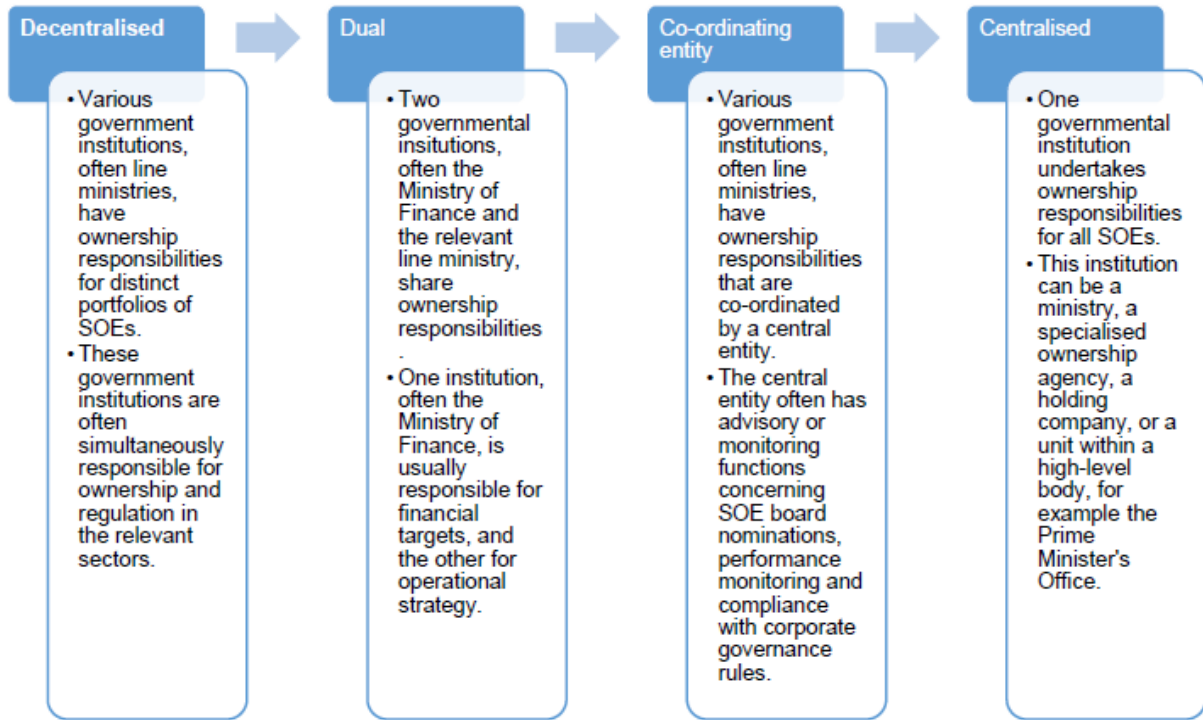 Decentralised
• Various
government
institutions,
often line
ministries,
have
ownership
responsibilities
for distinct
portfolios of
SOEs.
• These
government
institutions are
often
simultaneously
responsible for
ownership and
regulation in
the relevant
sectors.
Dual
• Two
governmental
insitutions,
often the
Ministry of
Finance and
the relevant
line ministry,
share
ownership
responsibilities
.
• One institution,
often the
Ministry of
Finance, is
usually
responsible for
financial
targets, and
the other for
operational
strategy.
Co-ordinating
entity
• Various
government
institutions,
often line
ministries,
have
ownership
responsibilities
that are
co-ordinated
by a central
entity.
• The central
entity often has
advisory or
monitoring
functions
concerning
SOE board
nominations,
performance
monitoring and
compliance
with corporate
governance
rules.
Centralised
• One
governmental
institution
undertakes
ownership
responsibilities
for all SOEs.
• This institution
can be a
ministry, a
specialised
ownership
agency, a
holding
company, or a
unit within a
high-level
body, for
example the
Prime
Minister's
Office.